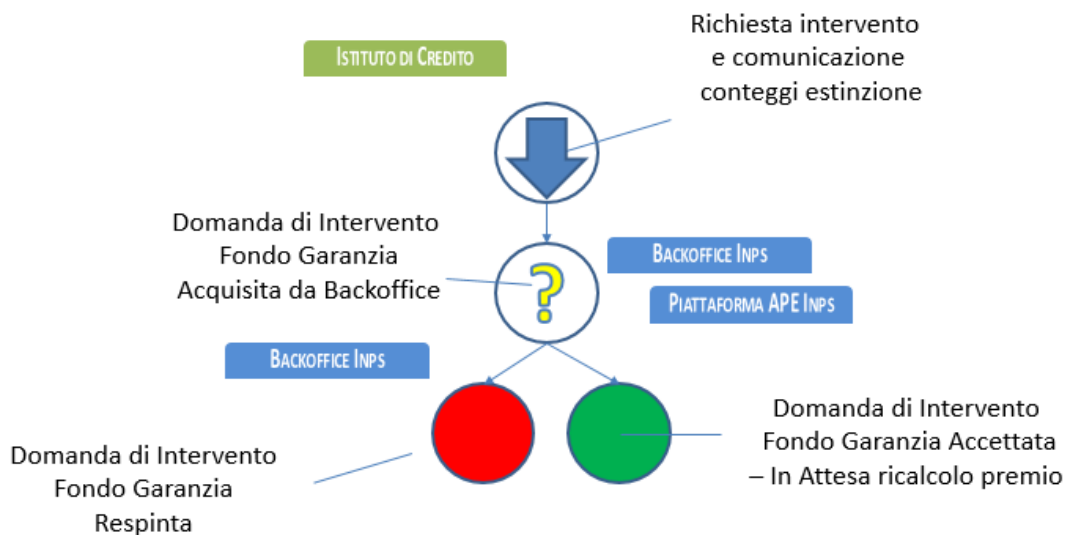 Richiesta intervento
e comunicazione
conteggi estinzione
ISTITUTO DI CREDITO
Domanda di Intervento
Fondo Garanzia
Acquisita da Backoffice
?
BACKOFFICE INPS
PIATTAFORMA APE INPS
BACKOFFICE INPS
Domanda di Intervento
Fondo Garanzia
Respinta
Domanda di Intervento
Fondo Garanzia Accettata
– In Attesa ricalcolo premio